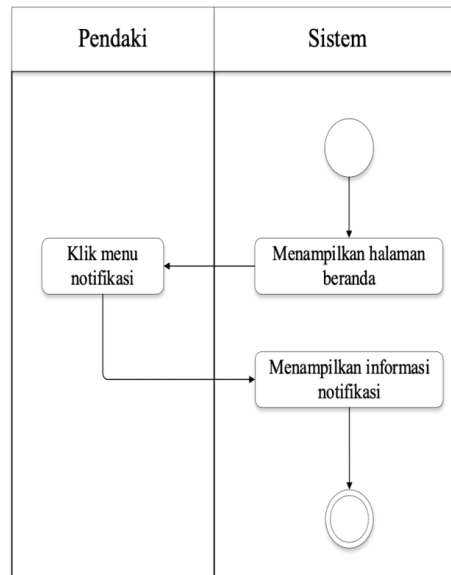 Pendaki
Sistem
Menampilkan halaman
beranda
Klik menu
notifikasi
Menampilkan informasi
notifikasi